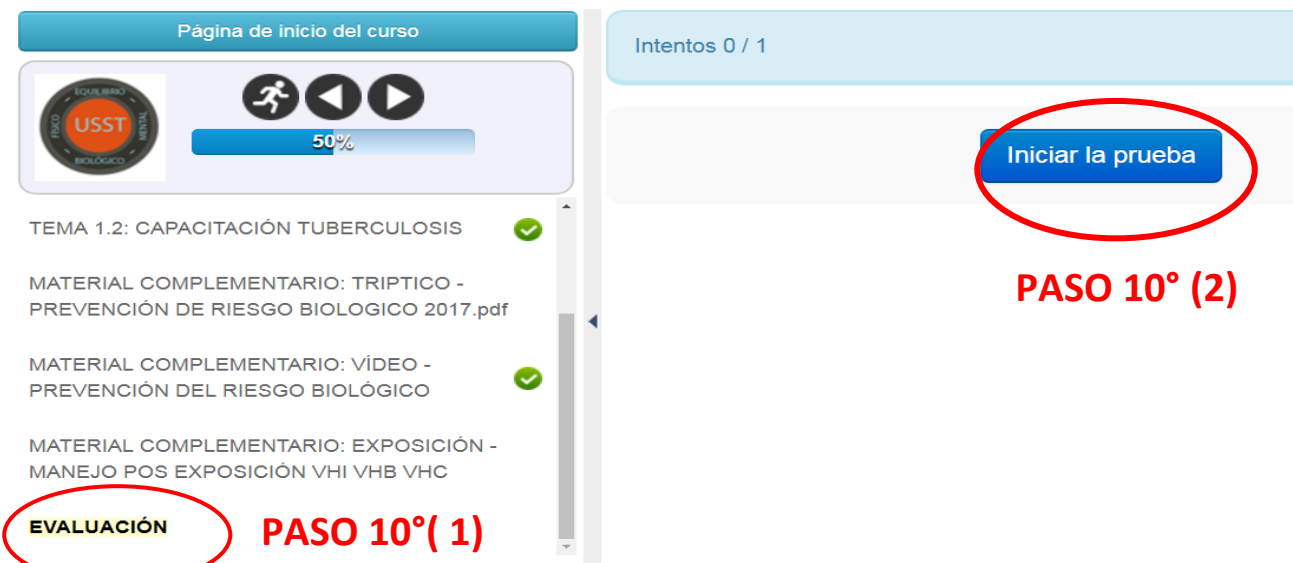 Página de inicio del curso
EQUILIBRIO
FÍSICO
USST
MENTAL
BIOLÓGICO
50%
TEMA 1.2: CAPACITACIÓN TUBERCULOSIS
MATERIAL COMPLEMENTARIO: TRIPTICO -
PREVENCIÓN DE RIESGO BIOLOGICO 2017.pdf
MATERIAL COMPLEMENTARIO: VÍDEO -
PREVENCIÓN DEL RIESGO BIOLÓGICO
MATERIAL COMPLEMENTARIO: EXPOSICIÓN -
MANEJO POS EXPOSICIÓN VHI VHB VHC
EVALUACIÓN
PASO 10°( 1)
Intentos 0 / 1
Iniciar la prueba
PASO 10° (2)